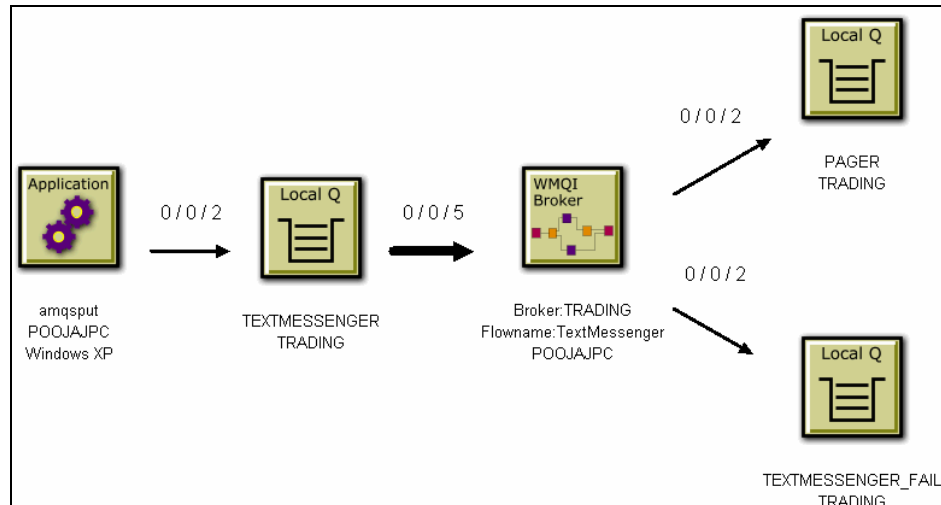 Local Q
0 / 0 / 2
PAGER
TRADING
Application
0 / 0 / 2
Local Q
0 / 0 / 5
WMQI
Broker
0 / 0 / 2
amqsput
POOJAJPC
Windows XP
TEXTMESSENGER
TRADING
Broker:TRADING
Flowname:TextMessenger
POOJAJPC
Local Q
TEXTMESSENGER_FAIL
TRADING